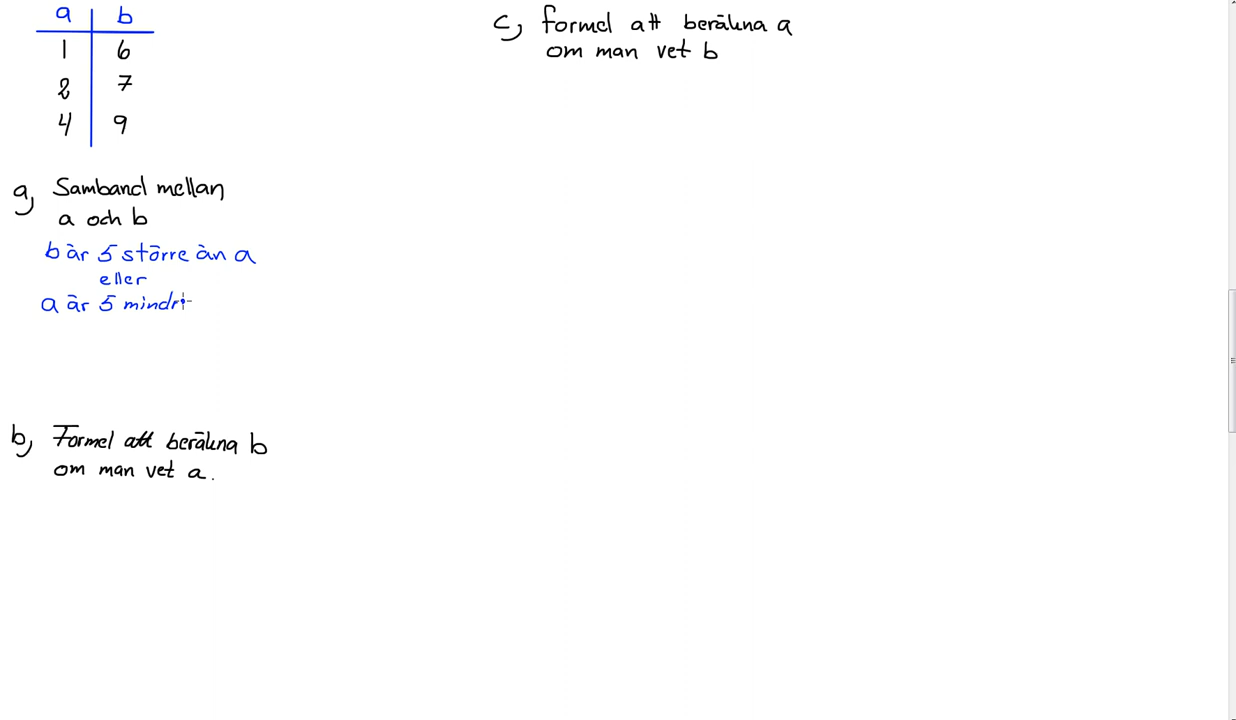 a b
1 6
2 7
4 9
a) Samband mellan
a och b
b är 5 större än a
eller
a är 5 mindr
b) Formel att beräkna b
om man vet a.
c) formel att beräkna a
om man vet b